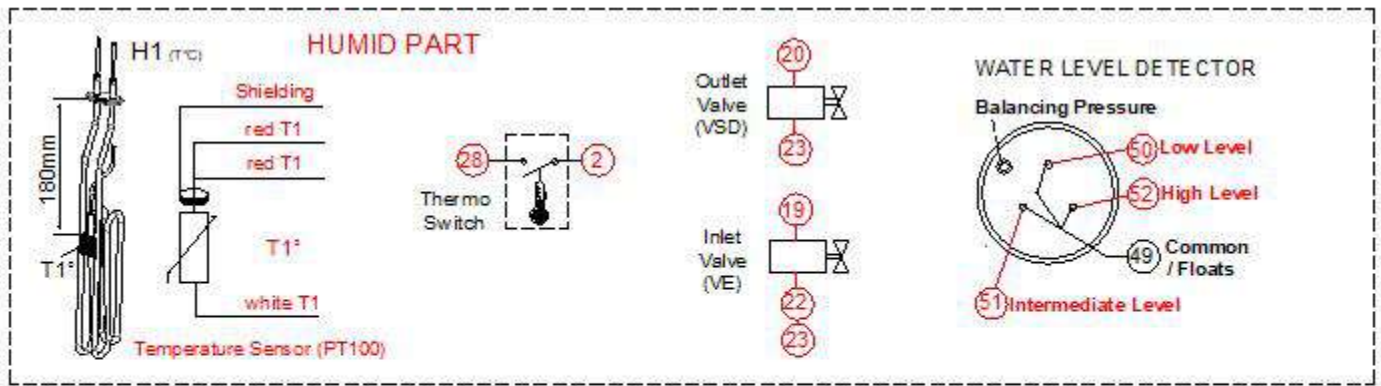 HUMID PART
H1 (T°C)
180mm
T1°
Shielding
red T1
red T1
T1°
white T1
Temperature Sensor (PT100)
28
2
Thermo
Switch
20
Outlet
Valve
(VSD)
23
19
Inlet
Valve
(VE)
22
23
WATER LEVEL DETECTOR
Balancing Pressure
50 Low Level
52 High Level
49 Common
/ Floats
51 Intermediate Level